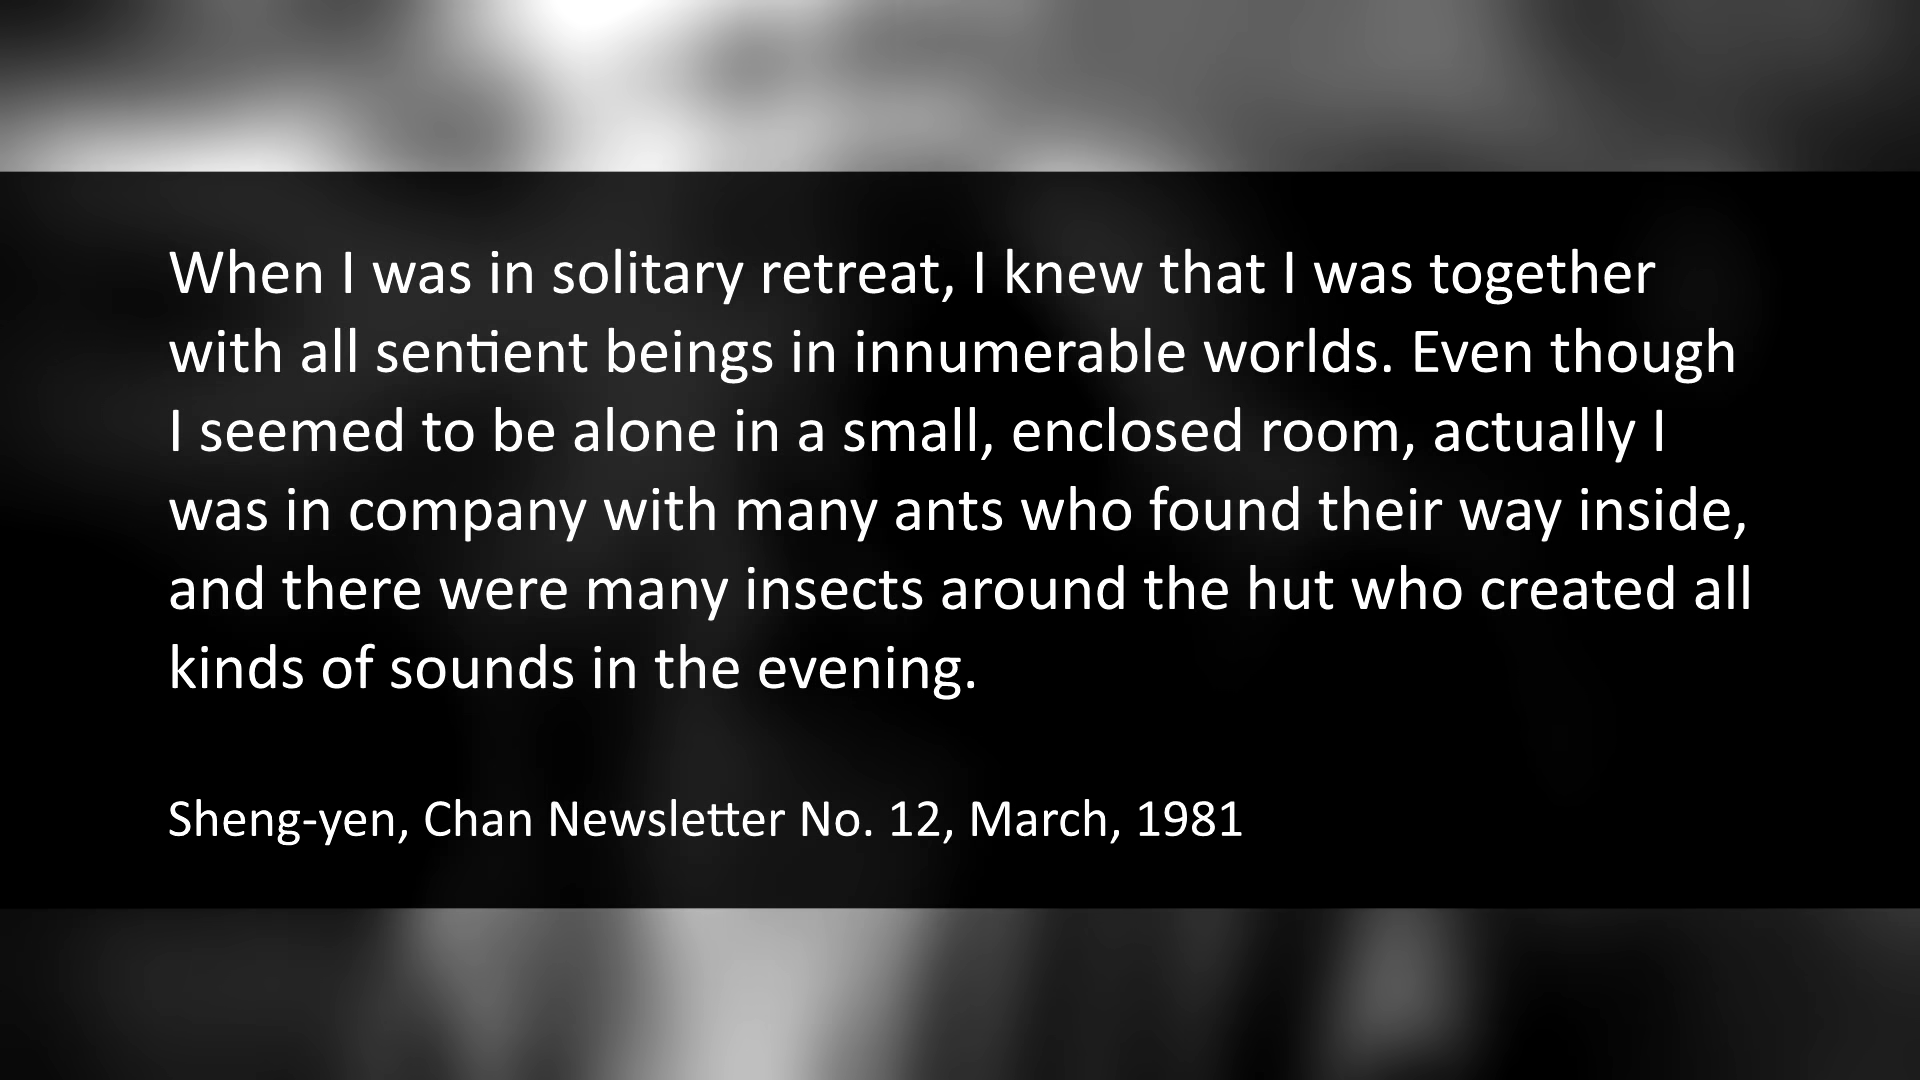 When I was in solitary retreat, I knew that I was together
with all sentient beings in innumerable worlds. Even though
I seemed to be alone in a small, enclosed room, actually I
was in company with many ants who found their way inside,
and there were many insects around the hut who created all
kinds of sounds in the evening.
Sheng-yen, Chan Newsletter No. 12, March, 1981